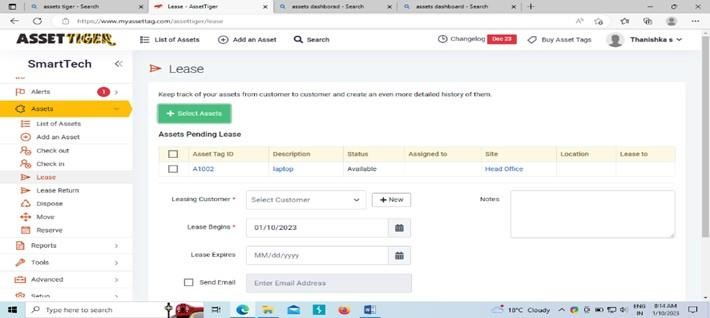 assets tiger - Search
Lease - AssetTiger
assets dashborad - Search
assets dashboard - Search
https://www.myassettag.com/assettiger/lease
ASSETTIGER
List of Assets
Add an Asset
Search
Changelog Dec 23
Buy Asset Tags
Thanishka s
SmartTech
Alerts 1
Assets
List of Assets
Add an Asset
Check out
Check in
Lease
Lease Return
Dispose
Move
Reserve
Reports
Tools
Advanced
Setup
Lease
Keep track of your assets from customer to customer and create an even more detailed history of them.
+ Select Assets
Assets Pending Lease
Asset Tag ID Description Status Assigned to Site Location Lease to
A1002 laptop Available Head Office
Leasing Customer * Select Customer + New Notes
Lease Begins * 01/10/2023
Lease Expires MM/dd/yyyy
Send Email Enter Email Address
Type here to search
18°C Cloudy
ENG
IN
8:14 AM
1/10/2023